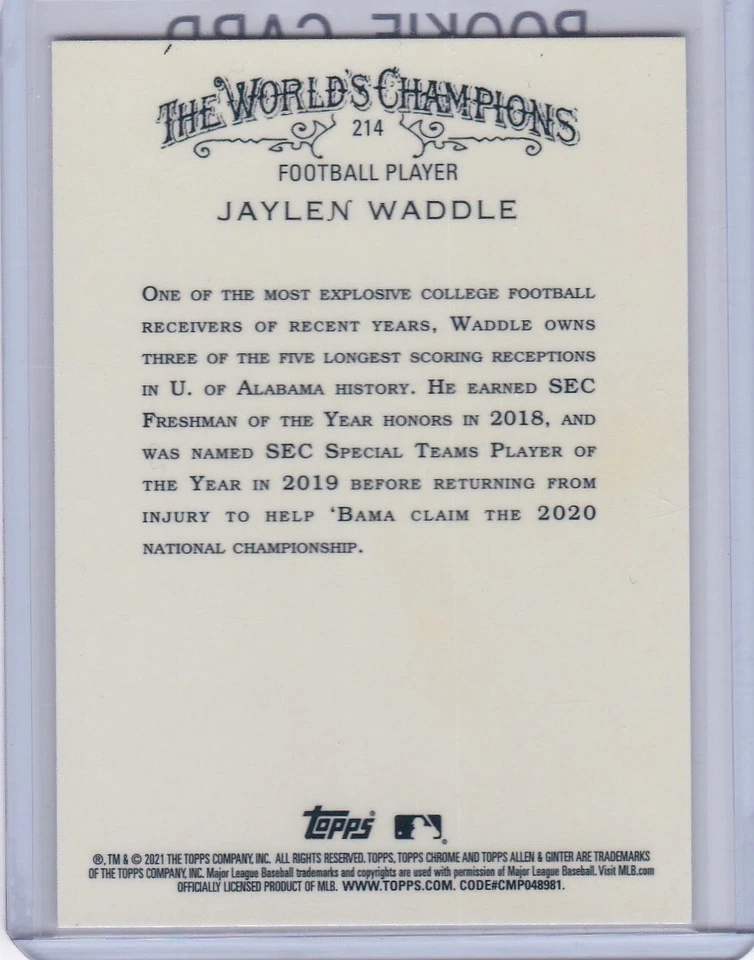 ROOKIE CARD
THE WORLD'S CHAMPIONS
214
FOOTBALL PLAYER
JAYLEN WADDLE
ONE OF THE MOST EXPLOSIVE COLLEGE FOOTBALL
RECEIVERS OF RECENT YEARS, WADDLE OWNS
THREE OF THE FIVE LONGEST SCORING RECEPTIONS
IN U. OF ALABAMA HISTORY. HE EARNED SEC
FRESHMAN OF THE YEAR HONORS IN 2018, AND
WAS NAMED SEC SPECIAL TEAMS PLAYER OF
THE YEAR IN 2019 BEFORE RETURNING FROM
INJURY TO HELP ‘BAMA CLAIM THE 2020
NATIONAL CHAMPIONSHIP.
topps®
®, TM & © 2021 THE TOPPS COMPANY, INC. ALL RIGHTS RESERVED. TOPPS, TOPPS CHROME AND TOPPS ALLEN & GINTER ARE TRADEMARKS
OF THE TOPPS COMPANY, INC. Major League Baseball trademarks and copyrights are used with permission of Major League Baseball. Visit MLB.com
OFFICIALLY LICENSED PRODUCT OF MLB. WWW.TOPPS.COM. CODE#CMP048981.